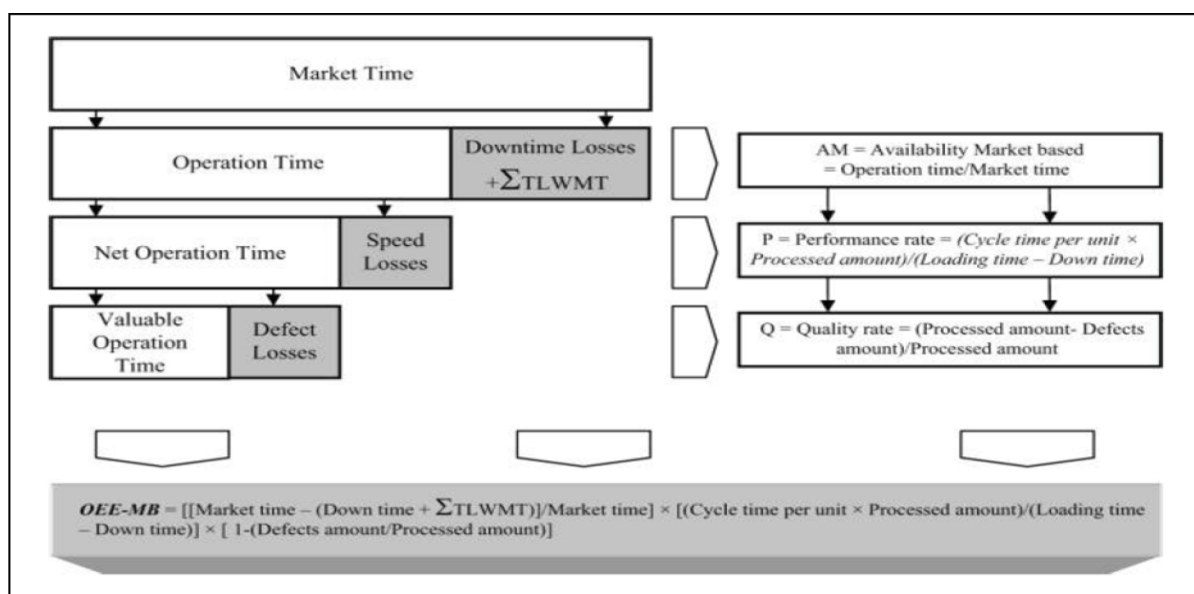 Market Time
Operation Time
Downtime Losses
+∑TLWMT
AM = Availability Market based
= Operation time/Market time
Net Operation Time
Speed
Losses
P = Performance rate = (Cycle time per unit ×
Processed amount)/(Loading time – Down time)
Valuable
Operation
Time
Defect
Losses
Q = Quality rate = (Processed amount- Defects
amount)/Processed amount
OEE-MB = [[Market time – (Down time + ∑TLWMT)]/Market time] × [(Cycle time per unit × Processed amount)/(Loading time
– Down time)] × [ 1-(Defects amount/Processed amount)]